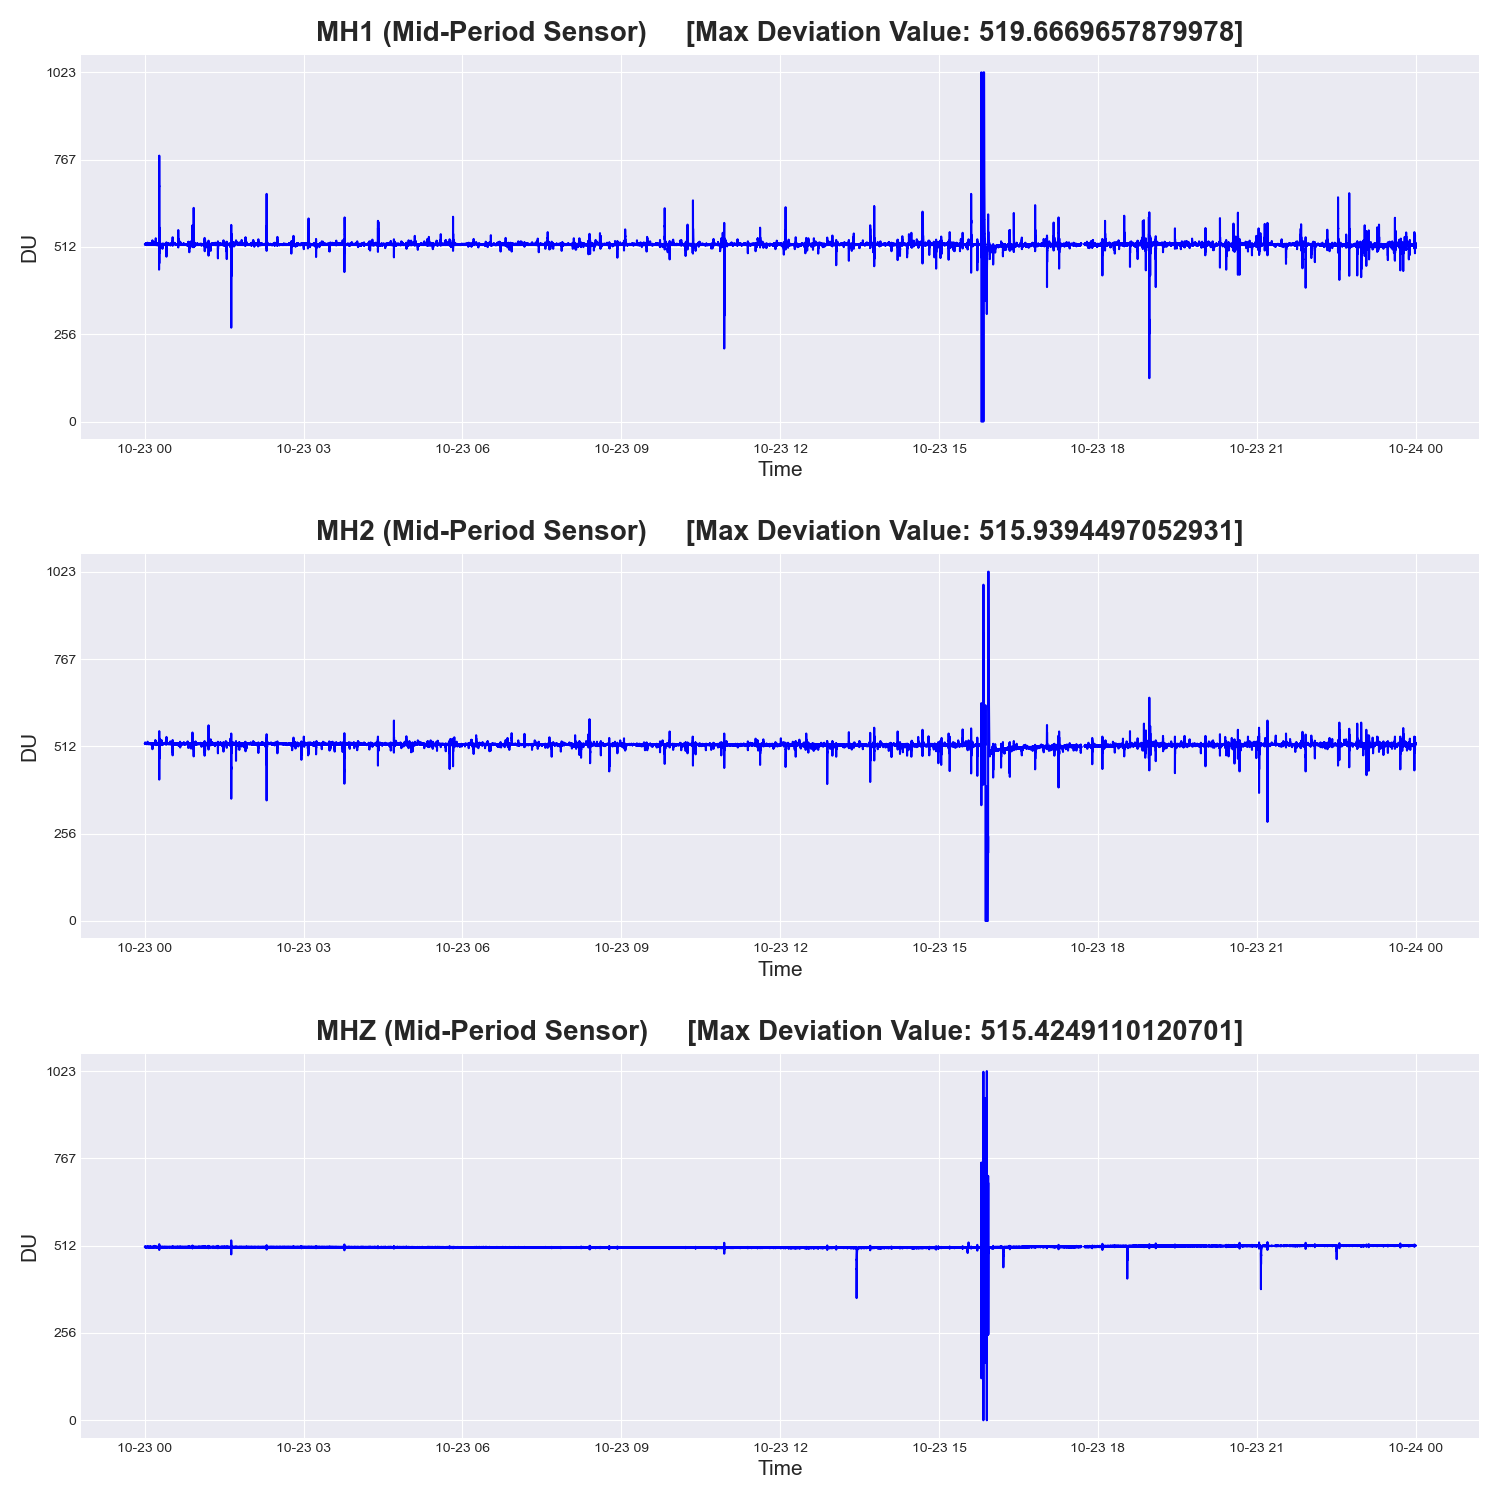 MH1 (Mid-Period Sensor) [Max Deviation Value: 519.6669657879978]
1023
767
512
256
0
DU
10-23 00 10-23 03 10-23 06 10-23 09 10-23 12 10-23 15 10-23 18 10-23 21 10-24 00
Time
MH2 (Mid-Period Sensor) [Max Deviation Value: 515.9394497052931]
1023
767
512
256
0
DU
10-23 00 10-23 03 10-23 06 10-23 09 10-23 12 10-23 15 10-23 18 10-23 21 10-24 00
Time
MHZ (Mid-Period Sensor) [Max Deviation Value: 515.4249110120701]
1023
767
512
256
0
DU
10-23 00 10-23 03 10-23 06 10-23 09 10-23 12 10-23 15 10-23 18 10-23 21 10-24 00
Time